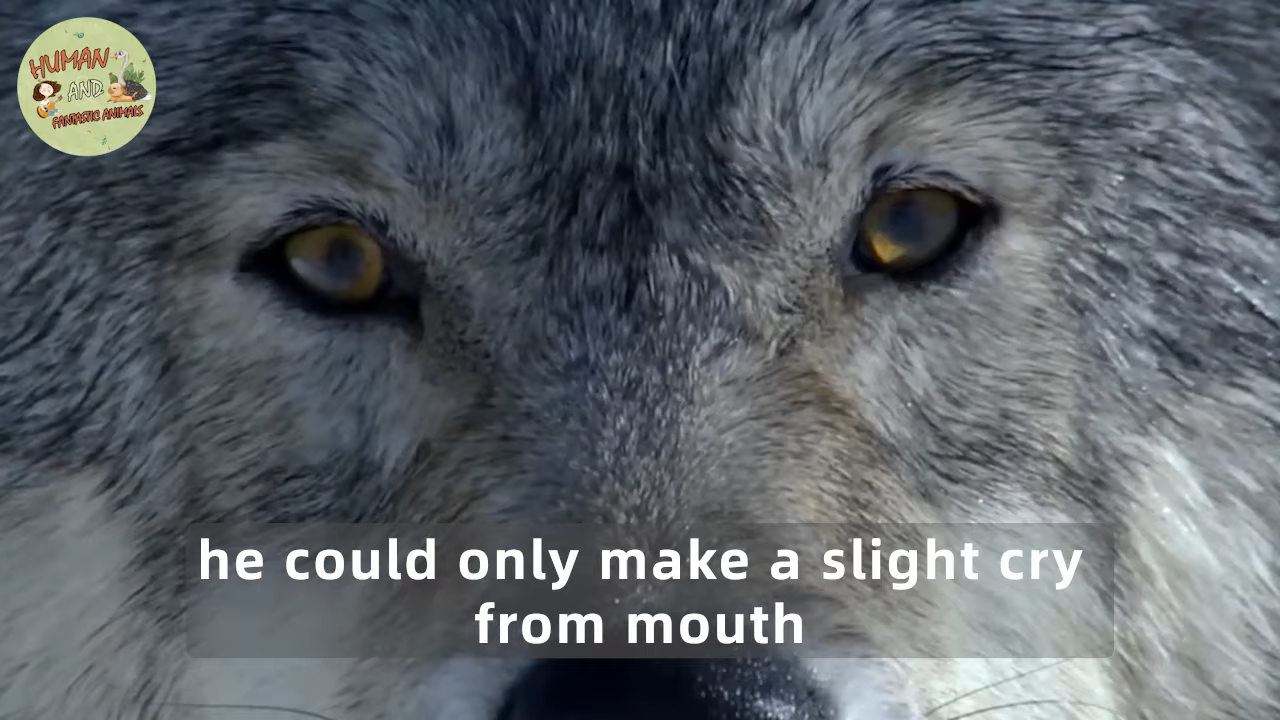 HUMAN
AND
FANTASTIC ANIMALS
he could only make a slight cry
from mouth